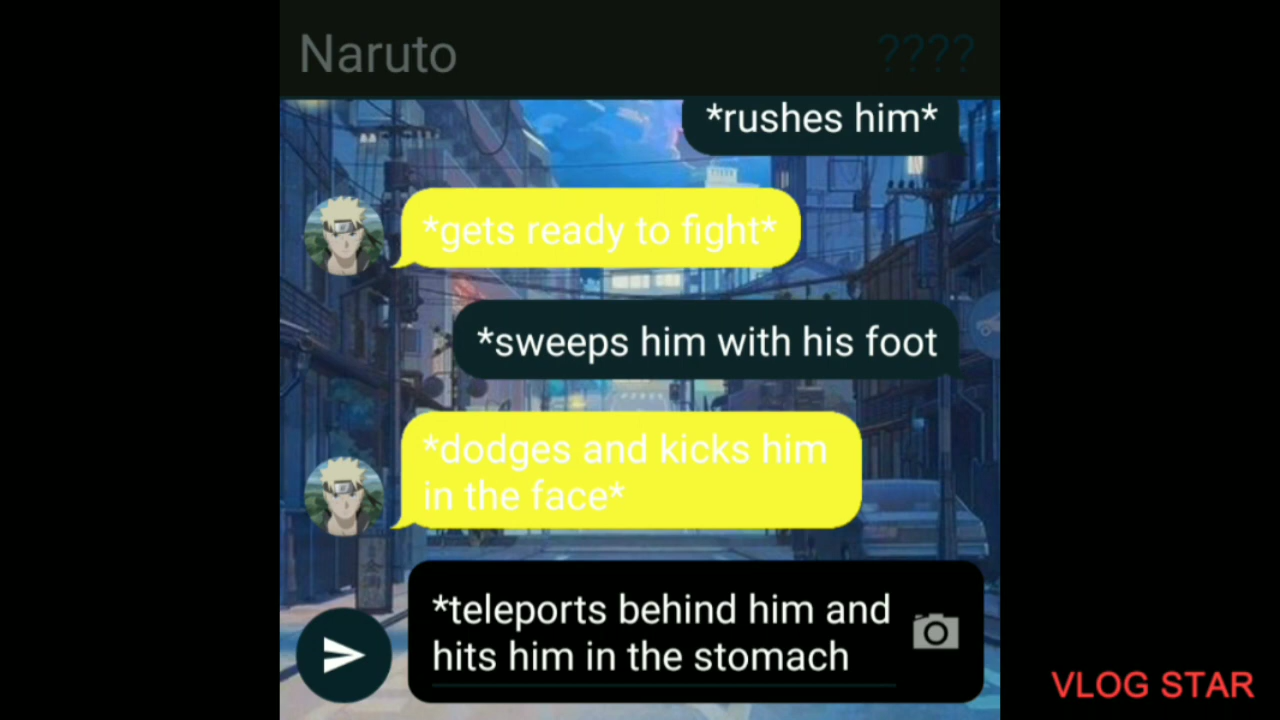 Naruto
????
*rushes him*
*gets ready to fight*
*sweeps him with his foot
*dodges and kicks him
in the face*
*teleports behind him and
hits him in the stomach
VLOG STAR